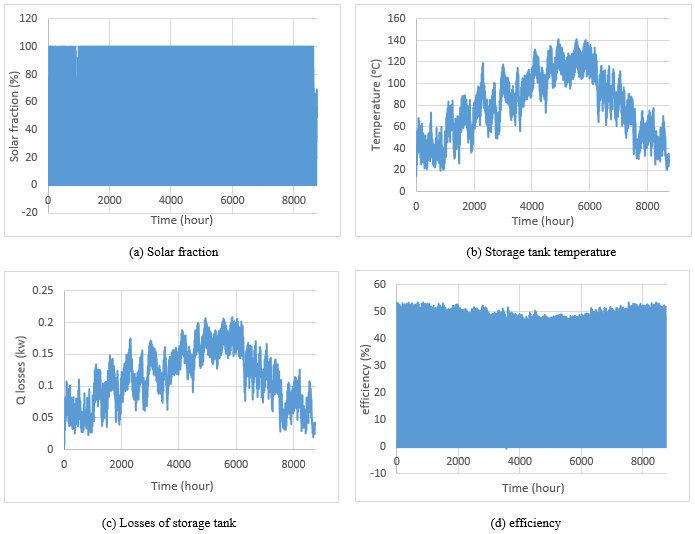 120
100
80
60
40
20
0
-20
0 2000 4000 6000 8000
Solar fraction (%)
Time (hour)
(a) Solar fraction
160
140
120
100
80
60
40
20
0
0 2000 4000 6000 8000
Temperature (°C)
Time (hour)
(b) Storage tank temperature
0.25
0.2
0.15
0.1
0.05
0
0 2000 4000 6000 8000
Q losses (kw)
Time (hour)
(c) Losses of storage tank
60
50
40
30
20
10
0
-10
0 2000 4000 6000 8000
efficiency (%)
Time (hour)
(d) efficiency